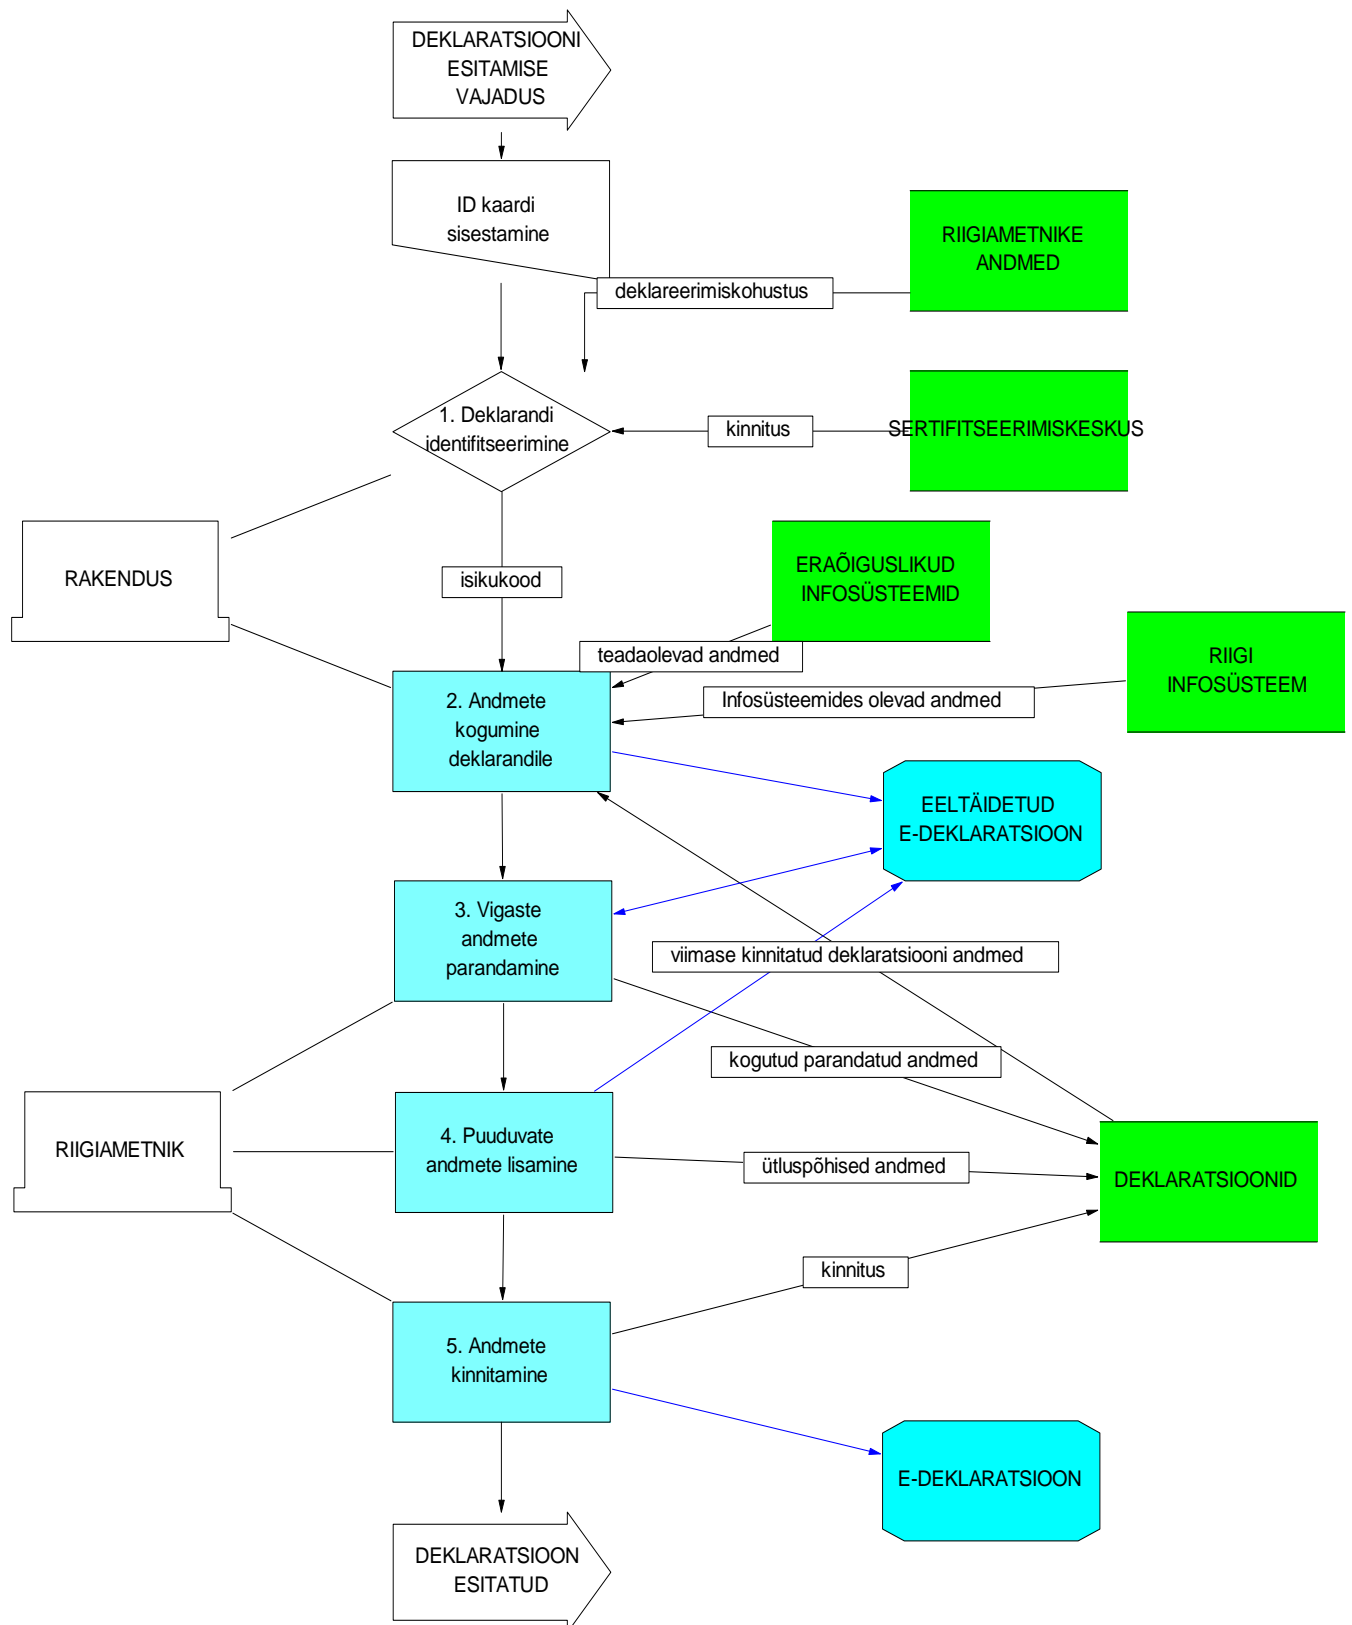 DEKLARATSIOONI
ESITAMISE
VAJADUS
ID kaardi
sisestamine
RIIGIAMETNIKE
ANDMED
deklareerimiskohustus
1. Deklarandi
identifitseerimine
kinnitus
SERTIFITSEERIMISKESKUS
RAKENDUS
isikukood
ERAÕIGUSLIKUD
INFOSÜSTEEMID
teadaolevad andmed
RIIGI
INFOSÜSTEEM
2. Andmete
kogumine
deklarandile
Infosüsteemides olevad andmed
EELTÄIDETUD
E-DEKLARATSIOON
3. Vigaste
andmete
parandamine
viimase kinnitatud deklaratsiooni andmed
kogutud parandatud andmed
RIIGIAMETNIK
4. Puuduvate
andmete lisamine
ütluspõhised andmed
DEKLARATSIOONID
kinnitus
5. Andmete
kinnitamine
E-DEKLARATSIOON
DEKLARATSIOON
ESITATUD